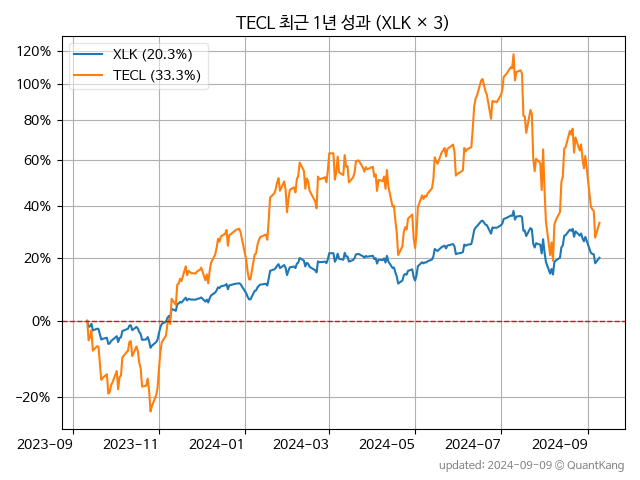 TECL 최근 1년 성과 (XLK × 3)
XLK (20.3%)
TECL (33.3%)
120%
100%
80%
60%
40%
20%
0%
−20%
2023-09 2023-11 2024-01 2024-03 2024-05 2024-07 2024-09
updated: 2024-09-09 © QuantKang